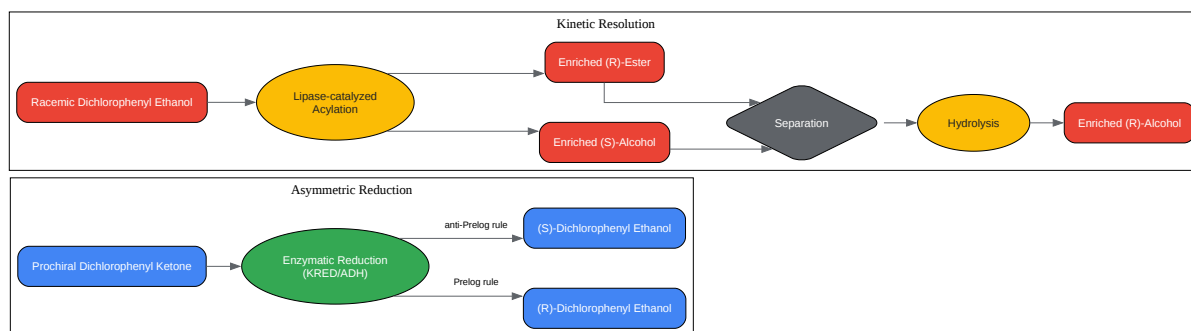 Kinetic Resolution
Racemic Dichlorophenyl Ethanol
Lipase-catalyzed
Acylation
Enriched (R)-Ester
Enriched (S)-Alcohol
Separation
Hydrolysis
Enriched (R)-Alcohol
Asymmetric Reduction
Prochiral Dichlorophenyl Ketone
Enzymatic Reduction
(KRED/ADH)
anti-Prelog rule
(S)-Dichlorophenyl Ethanol
Prelog rule
(R)-Dichlorophenyl Ethanol